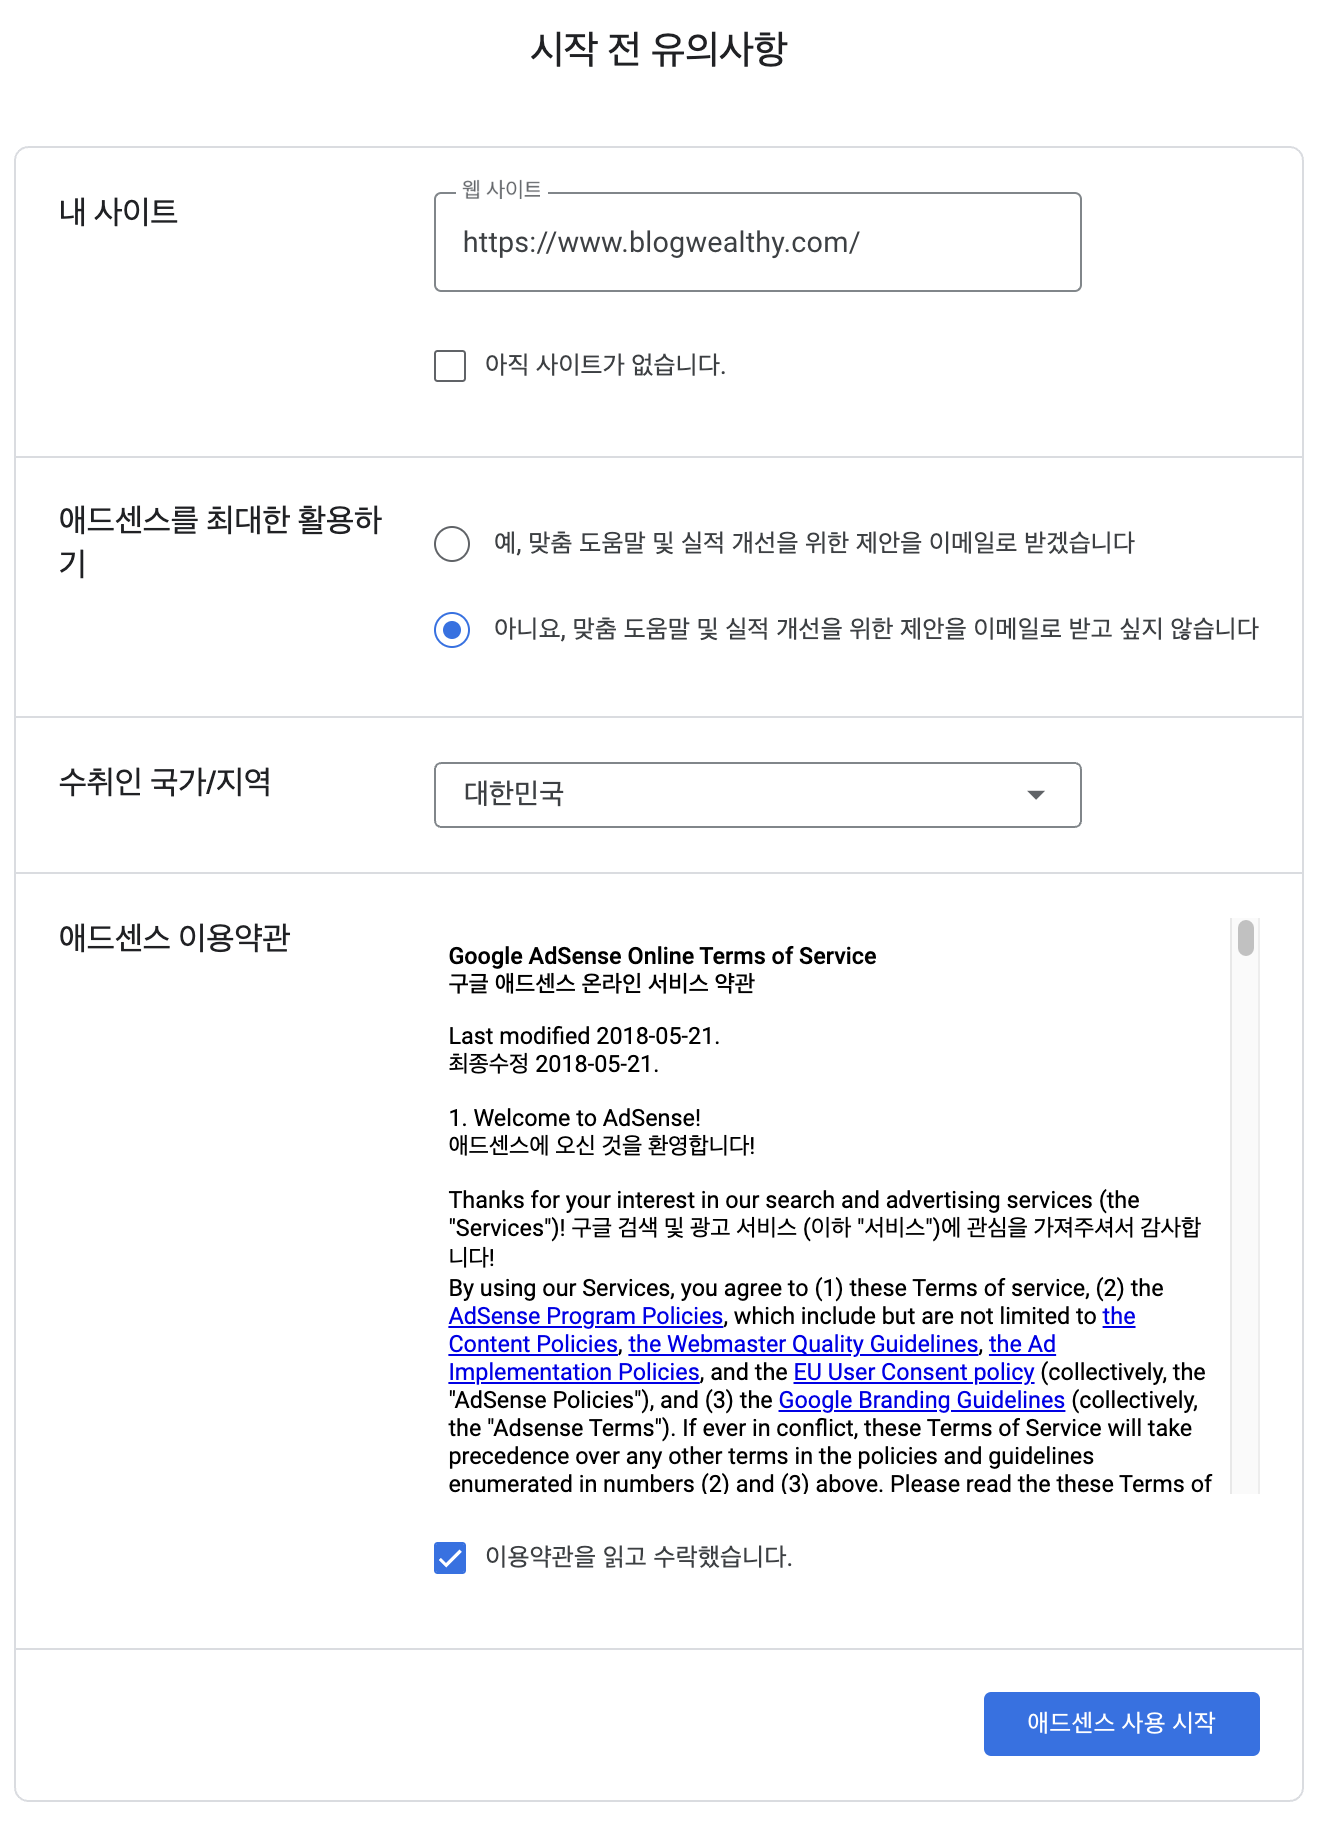 시작 전 유의사항
내 사이트
웹 사이트
https://www.blogwealthy.com/
아직 사이트가 없습니다.
애드센스를 최대한 활용하
기
예, 맞춤 도움말 및 실적 개선을 위한 제안을 이메일로 받겠습니다
아니요, 맞춤 도움말 및 실적 개선을 위한 제안을 이메일로 받고 싶지 않습니다
수취인 국가/지역
대한민국
애드센스 이용약관
Google AdSense Online Terms of Service
구글 애드센스 온라인 서비스 약관
Last modified 2018-05-21.
최종수정 2018-05-21.
1. Welcome to AdSense!
애드센스에 오신 것을 환영합니다!
Thanks for your interest in our search and advertising services (the
"Services")! 구글 검색 및 광고 서비스 (이하 "서비스")에 관심을 가져주셔서 감사합
니다!
By using our Services, you agree to (1) these Terms of service, (2) the
AdSense Program Policies, which include but are not limited to the
Content Policies, the Webmaster Quality Guidelines, the Ad
Implementation Policies, and the EU User Consent policy (collectively, the
"AdSense Policies"), and (3) the Google Branding Guidelines (collectively,
the "Adsense Terms"). If ever in conflict, these Terms of Service will take
precedence over any other terms in the policies and guidelines
enumerated in numbers (2) and (3) above. Please read the these Terms of
이용약관을 읽고 수락했습니다.
애드센스 사용 시작